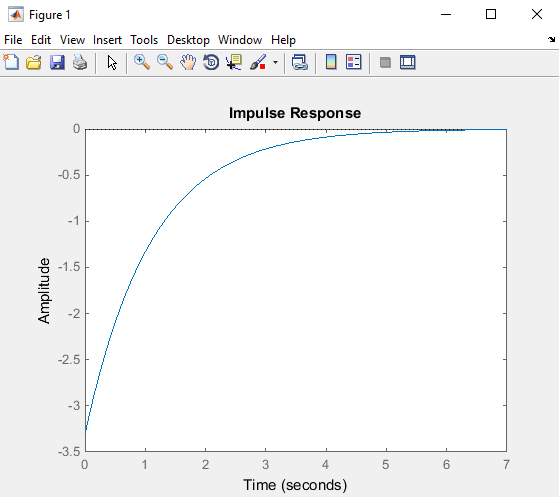 Figure 1
File Edit View Insert Tools Desktop Window Help
Impulse Response
0
-0.5
-1
-1.5
-2
-2.5
-3
-3.5
Amplitude
0 1 2 3 4 5 6 7
Time (seconds)